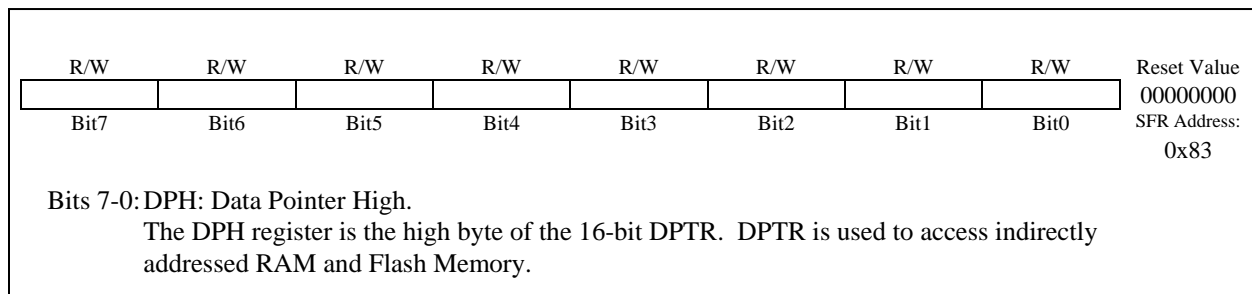 R/W R/W R/W R/W R/W R/W R/W R/W Reset Value
00000000
Bit7 Bit6 Bit5 Bit4 Bit3 Bit2 Bit1 Bit0 SFR Address:
0x83
Bits 7-0: DPH: Data Pointer High.
The DPH register is the high byte of the 16-bit DPTR. DPTR is used to access indirectly
addressed RAM and Flash Memory.